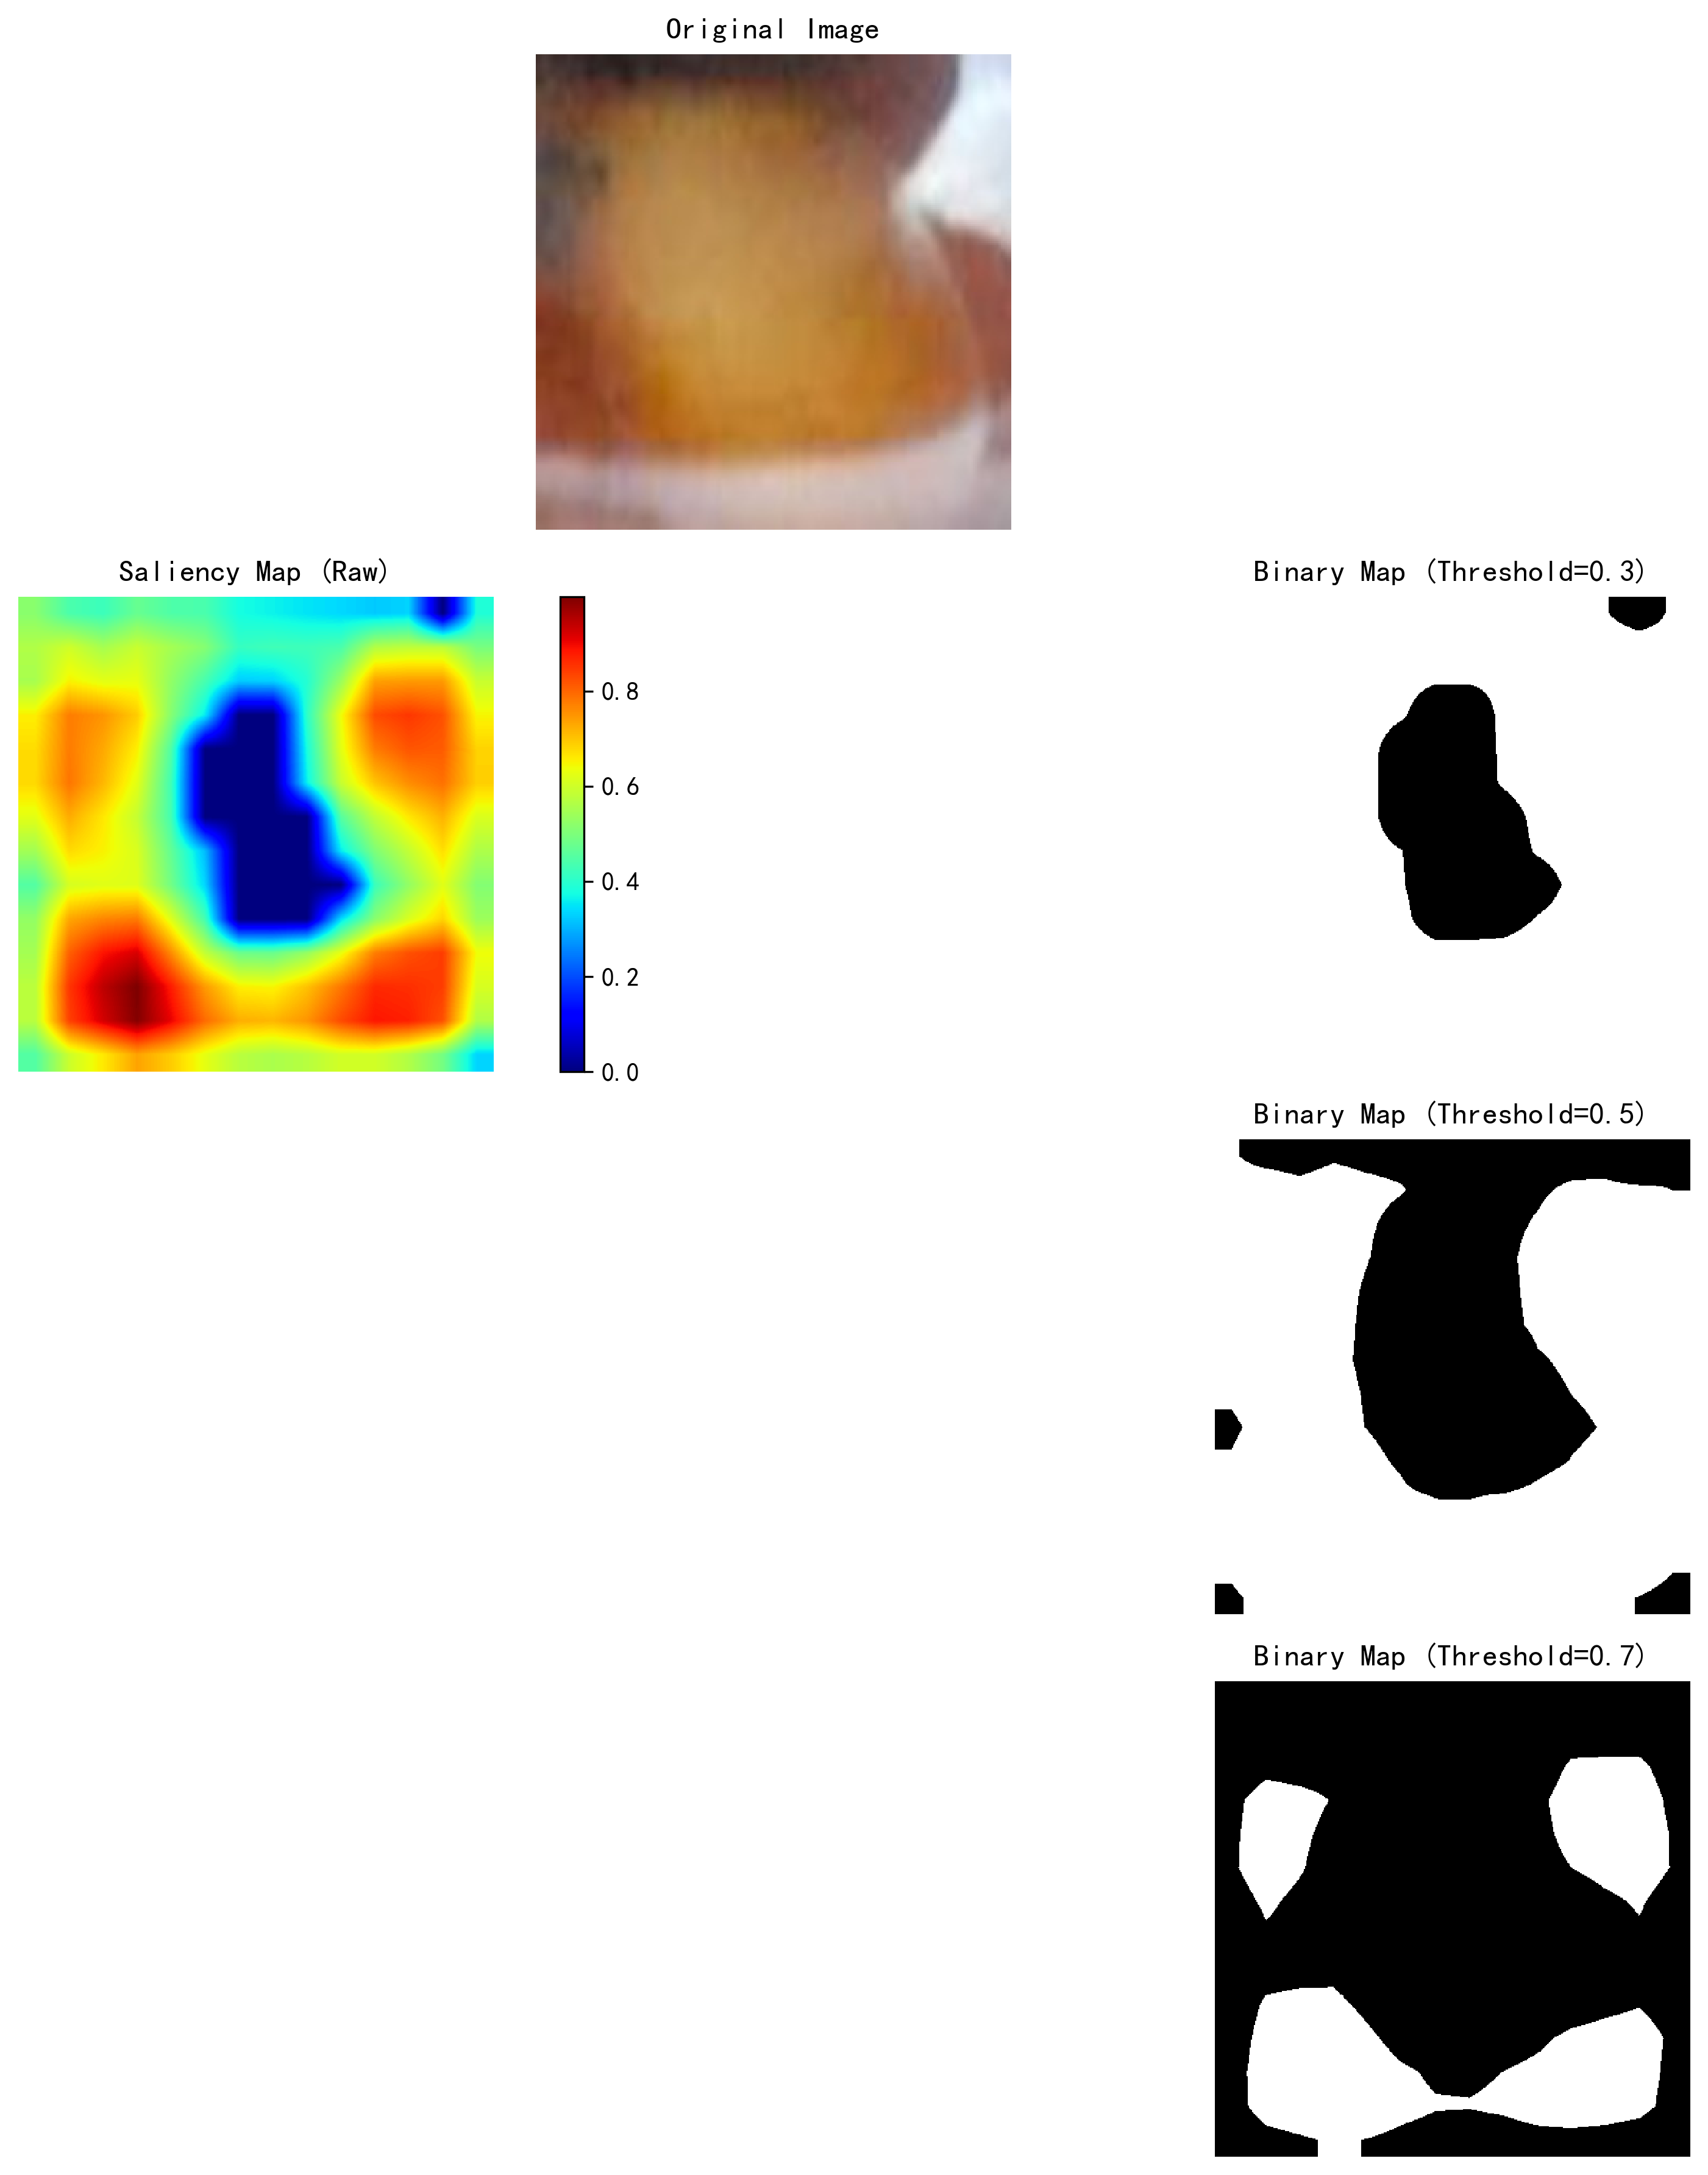 Original Image
Saliency Map (Raw)
Binary Map (Threshold=0.3)
0.8
0.6
0.4
0.2
0.0
Binary Map (Threshold=0.5)
Binary Map (Threshold=0.7)